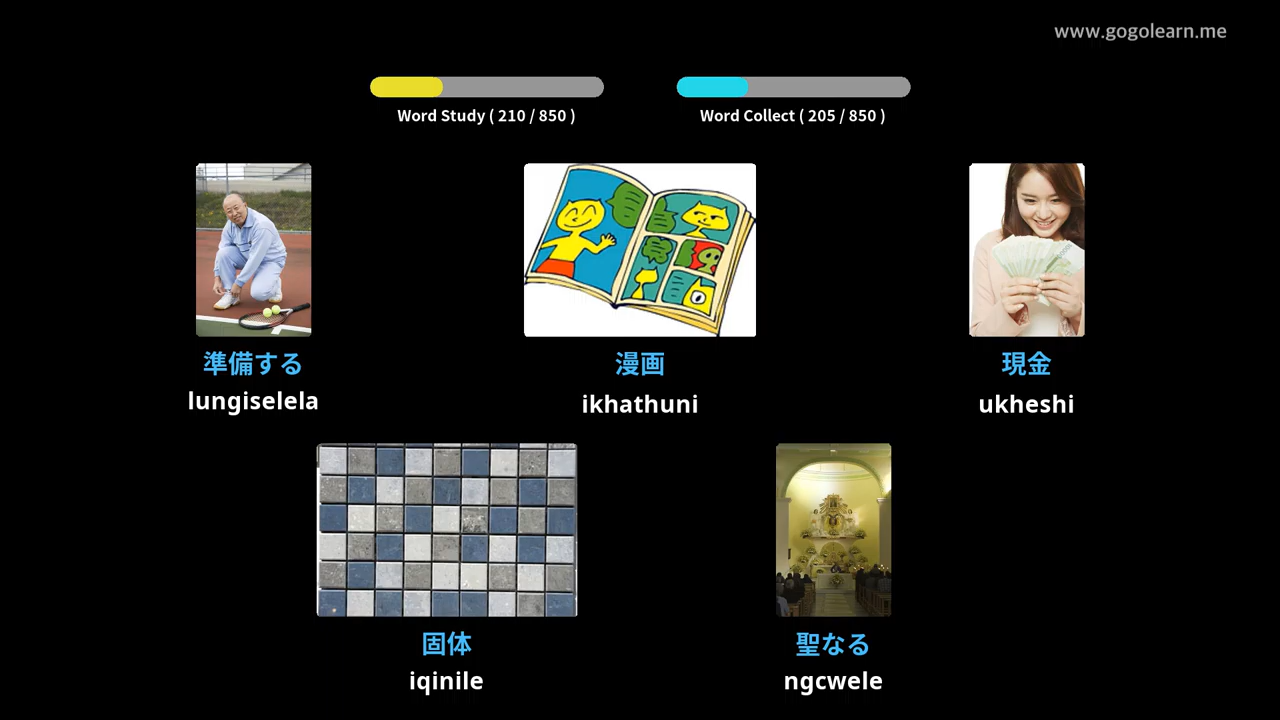 www.gogolearn.me
Word Study ( 210 / 850 )
Word Collect ( 205 / 850 )
準備する
lungiselela
漫画
ikhathuni
現金
ukheshi
固体
iqinile
聖なる
ngcwele